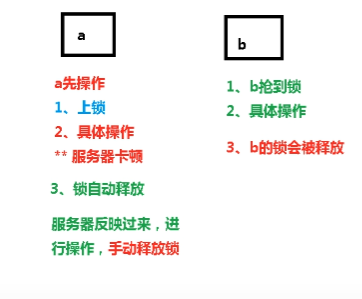 a
a先操作
1、上锁
2、具体操作
** 服务器卡顿
3、锁自动释放
服务器反映过来，进
行操作，手动释放锁
b
1、b抢到锁
2、具体操作
3、b的锁会被释放